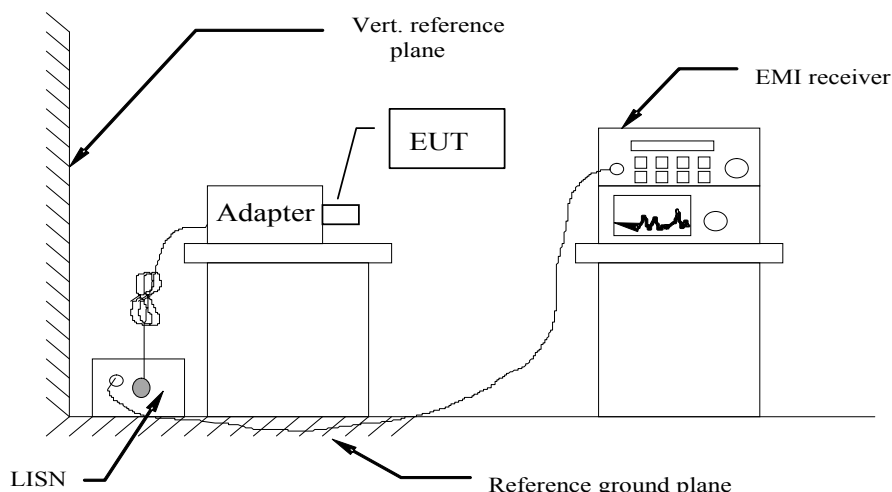 Vert. reference
plane
EMI receiver
EUT
Adapter
LISN
Reference ground plane